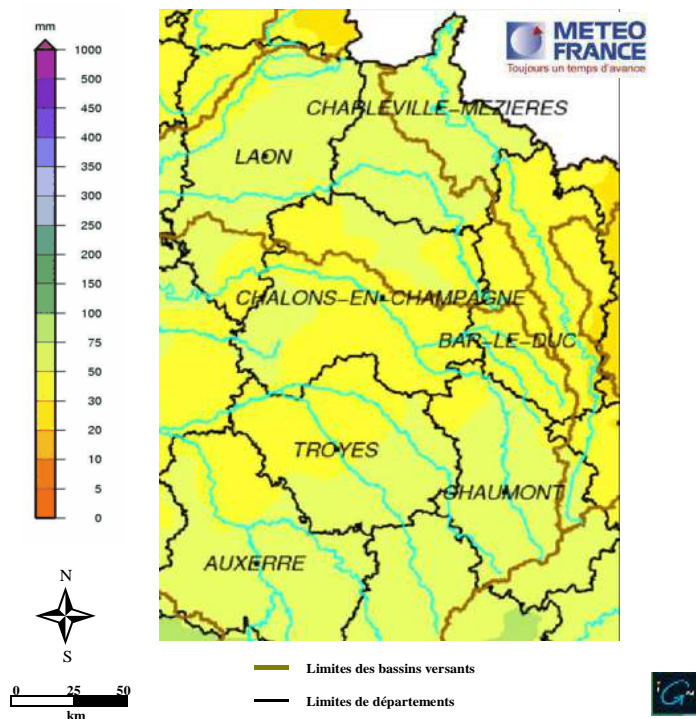 mm
1000
500
450
400
350
300
250
200
150
100
75
50
30
20
10
5
0
METEO
FRANCE
Toujours un temps d'avance
CHARLEVILLE-MEZIERES
LAON
CHALONS-EN-CHAMPAGNE
BAR-LE-DUC
TROYES
CHAUMONT
AUXERRE
N
S
0 25 50
km
Limites des bassins versants
Limites de départements